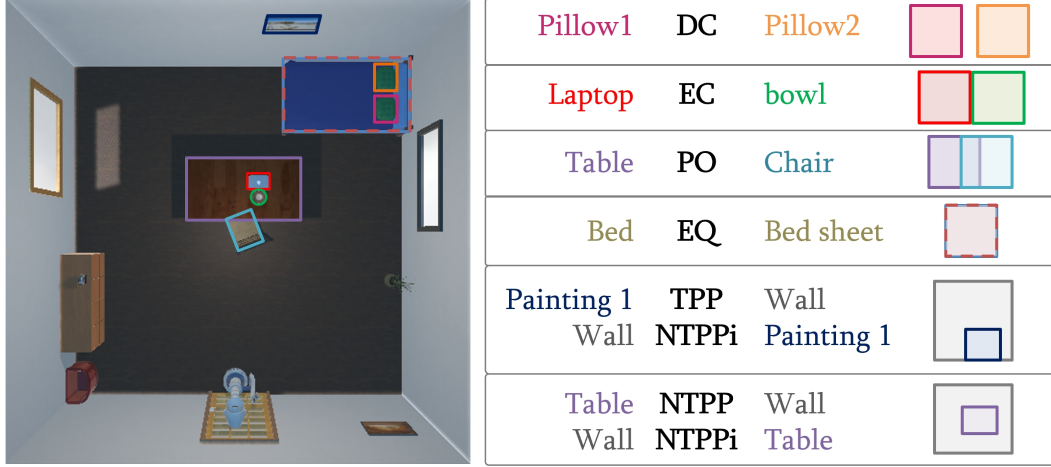 Pillow1 DC Pillow2
Laptop EC bowl
Table PO Chair
Bed EQ Bed sheet
Painting 1 TPP Wall
Wall NTPPi Painting 1
Table NTPP Wall
Wall NTPPi Table